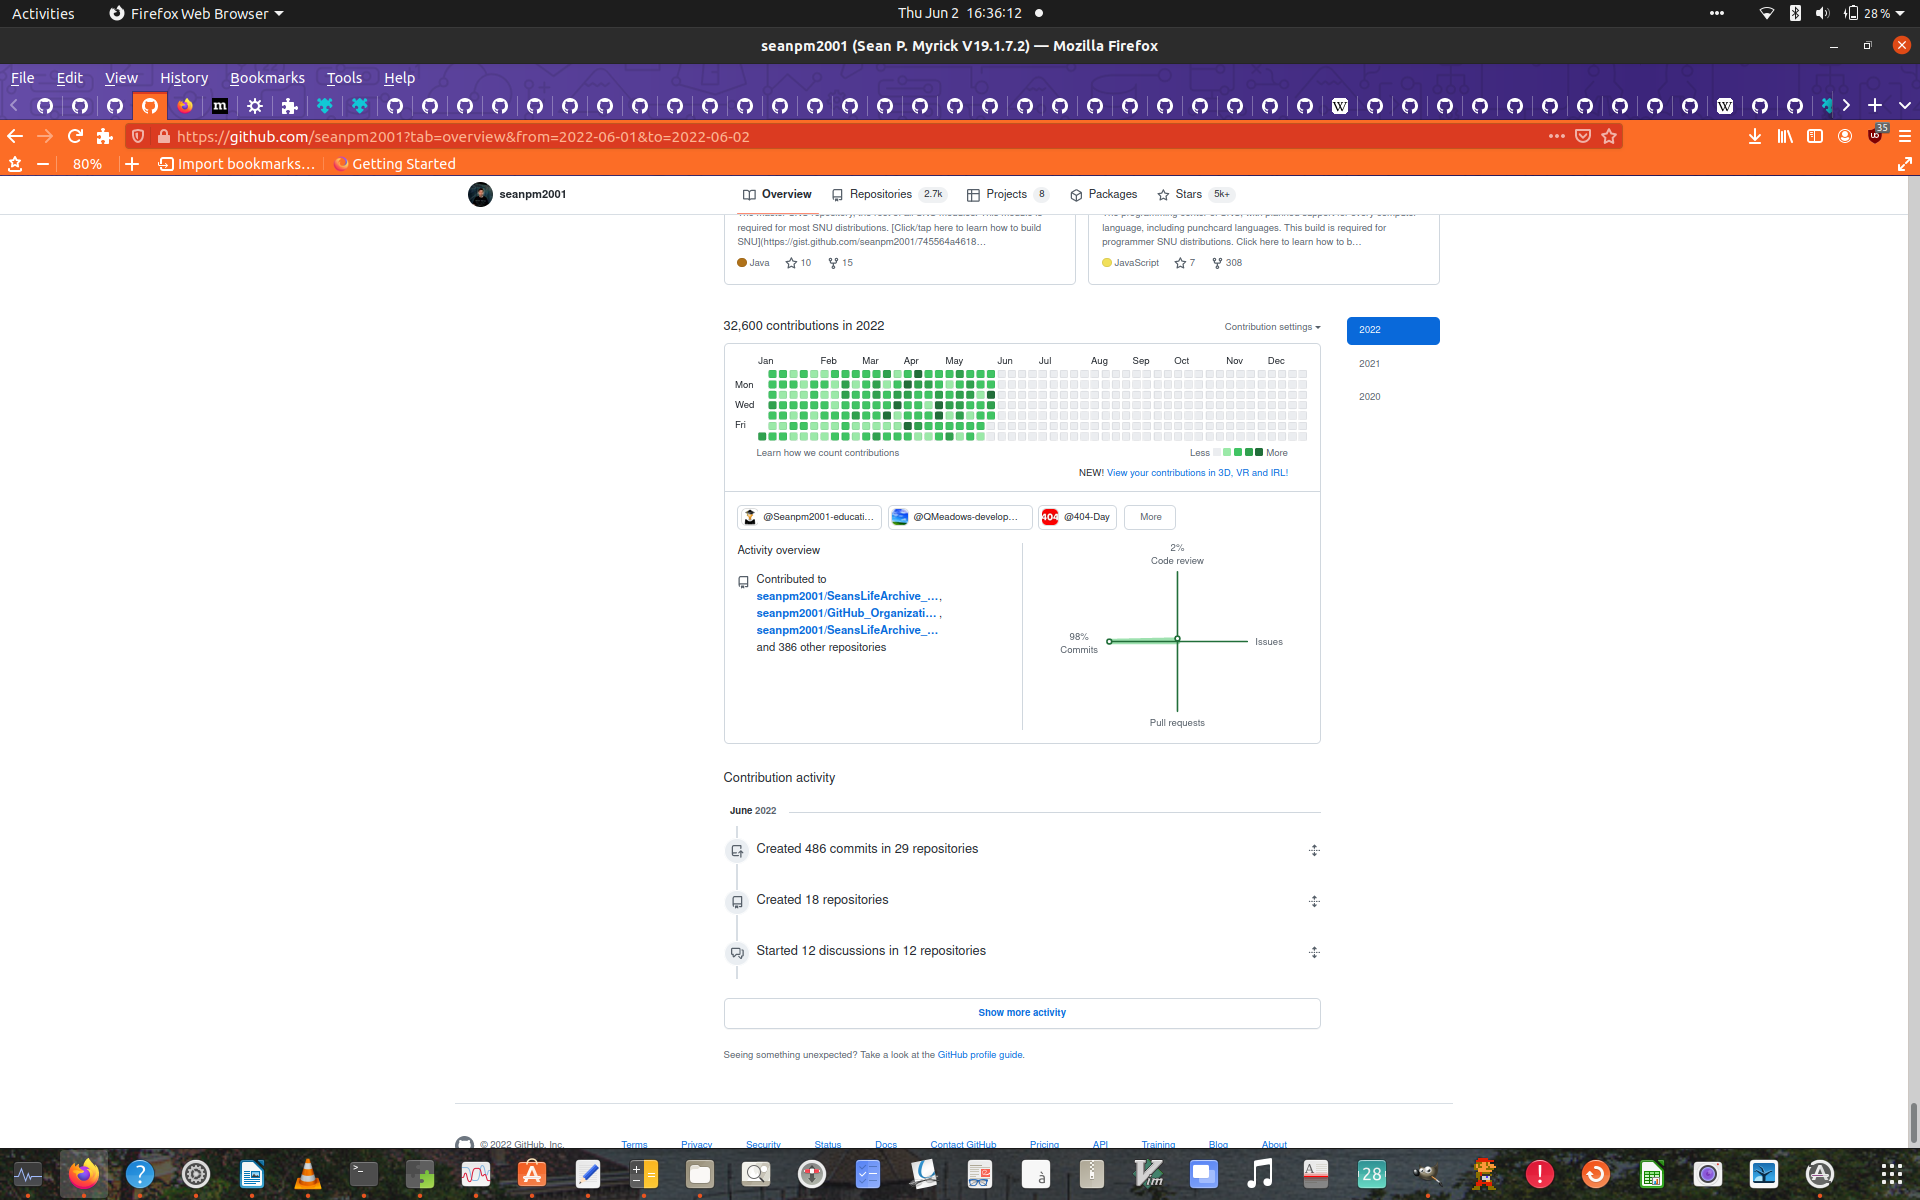 Activities
Firefox Web Browser
Thu Jun 2 16:36:12
28 %
seanpm2001 (Sean P. Myrick V19.1.7.2) — Mozilla Firefox
File Edit View History Bookmarks Tools Help
https://github.com/seanpm2001?tab=overview&from=2022-06-01&to=2022-06-02
35
80% Import bookmarks... Getting Started
seanpm2001
Overview Repositories 2.7k Projects 8 Packages Stars 5k+
required for most SNU distributions. [Click/tap here to learn how to build
SNU](https://gist.github.com/seanpm2001/745564a4618...
Java 10 15
language, including punchcard languages. This build is required for
programmer SNU distributions. Click here to learn how to b...
JavaScript 7 308
32,600 contributions in 2022
Contribution settings
2022
2021
2020
Jan Feb Mar Apr May Jun Jul Aug Sep Oct Nov Dec
Mon
Wed
Fri
Learn how we count contributions
Less More
NEW! View your contributions in 3D, VR and IRL!
@Seanpm2001-educati...
@QMeadows-develop...
404 @404-Day
More
Activity overview
Contributed to
seanpm2001/SeansLifeArchive_... ,
seanpm2001/GitHub_Organizati... ,
seanpm2001/SeansLifeArchive_...
and 386 other repositories
2%
Code review
98%
Commits
Issues
Pull requests
Contribution activity
June 2022
Created 486 commits in 29 repositories
Created 18 repositories
Started 12 discussions in 12 repositories
Show more activity
Seeing something unexpected? Take a look at the GitHub profile guide.
© 2022 GitHub, Inc. Terms Privacy Security Status Docs Contact GitHub Pricing API Training Blog About
28